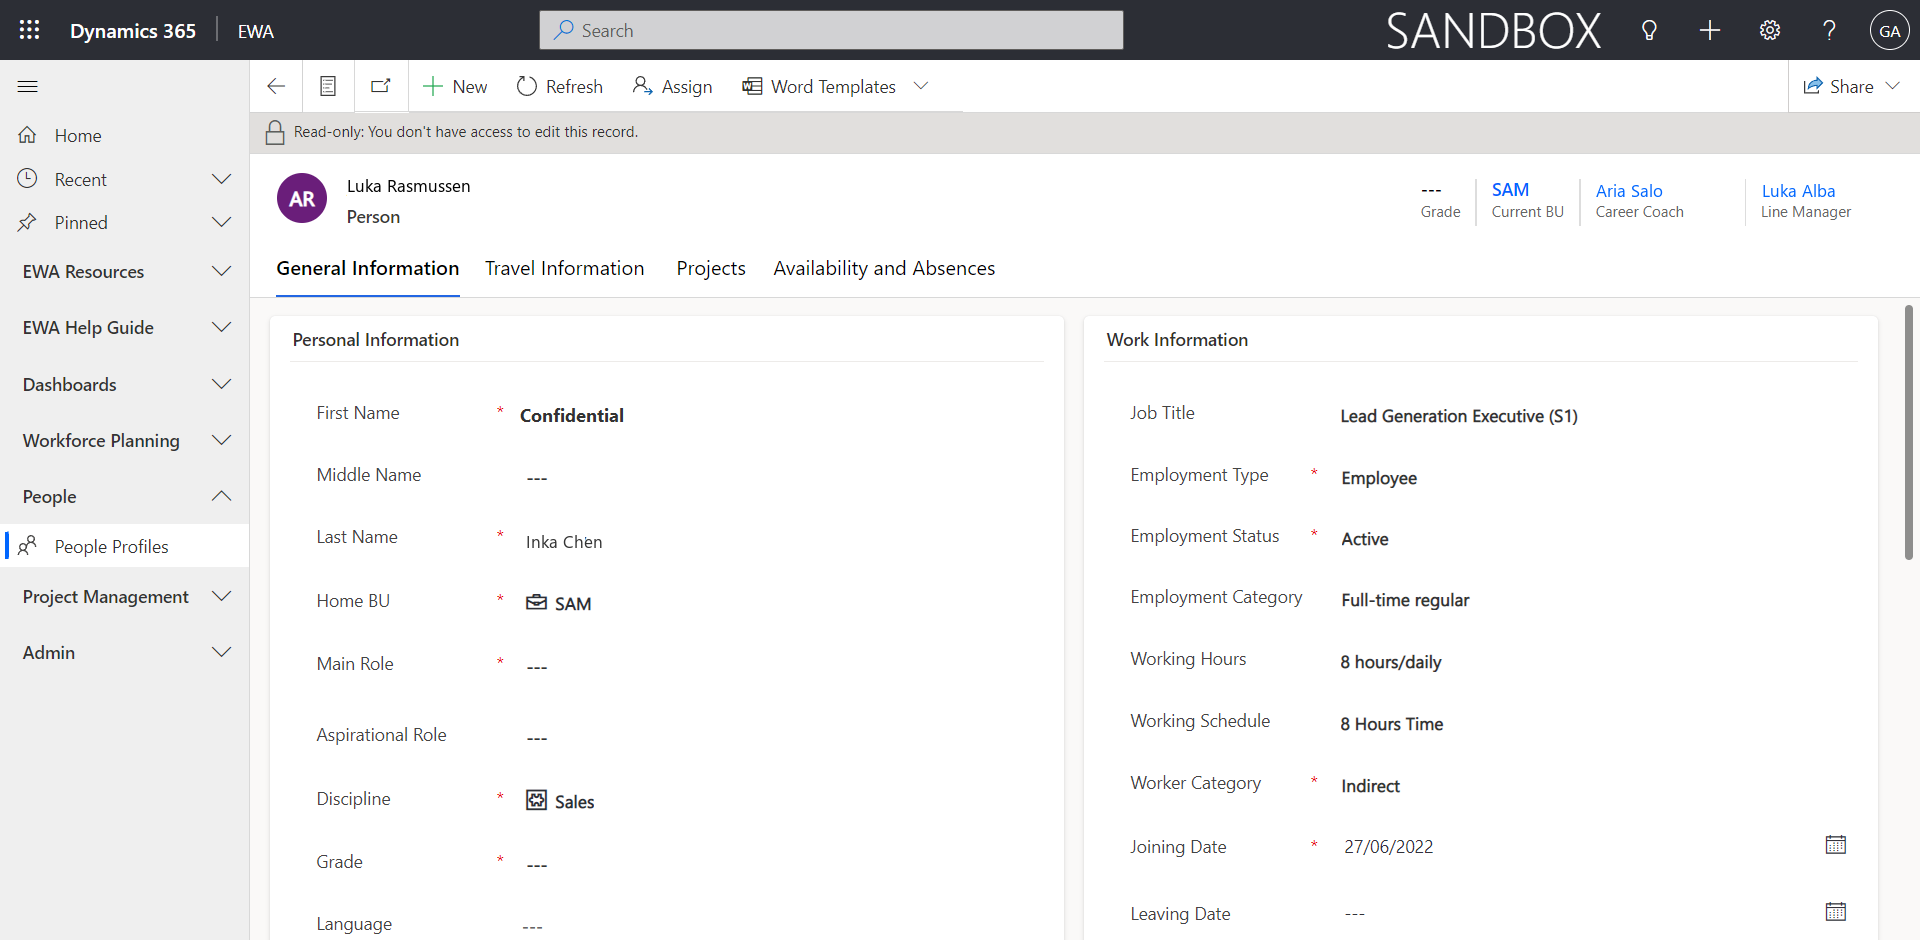 Dynamics 365
EWA
Search
SANDBOX
GA
New
Refresh
Assign
Word Templates
Share
Read-only: You don't have access to edit this record.
Home
Recent
Pinned
EWA Resources
EWA Help Guide
Dashboards
Workforce Planning
People
People Profiles
Project Management
Admin
AR
Luka Rasmussen
Person
---
Grade
SAM
Current BU
Aria Salo
Career Coach
Luka Alba
Line Manager
General Information
Travel Information
Projects
Availability and Absences
Personal Information
First Name * Confidential
Middle Name ---
Last Name * Inka Chen
Home BU * SAM
Main Role * ---
Aspirational Role ---
Discipline * Sales
Grade * ---
Language ---
Work Information
Job Title Lead Generation Executive (S1)
Employment Type * Employee
Employment Status * Active
Employment Category Full-time regular
Working Hours 8 hours/daily
Working Schedule 8 Hours Time
Worker Category * Indirect
Joining Date * 27/06/2022
Leaving Date ---